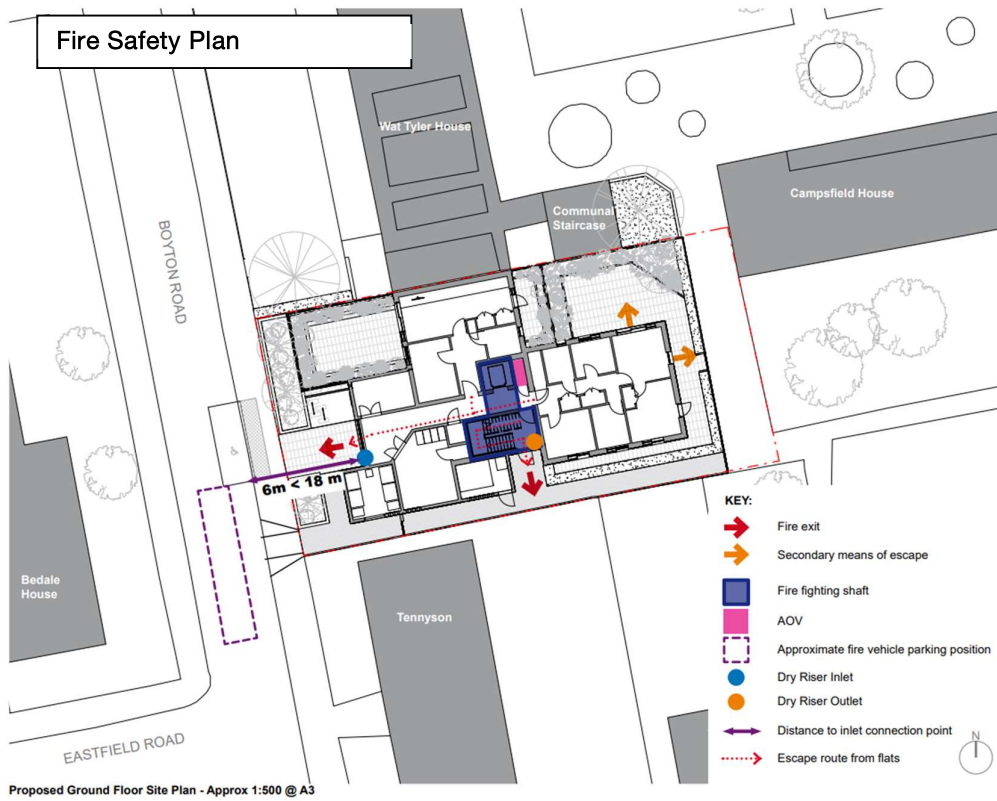 Fire Safety Plan
Wat Tyler House
Campsfield House
Communal
Staircase
BOYTON ROAD
6m < 18 m
Bedale
House
Tennyson
EASTFIELD ROAD
KEY:
Fire exit
Secondary means of escape
Fire fighting shaft
AOV
Approximate fire vehicle parking position
Dry Riser Inlet
Dry Riser Outlet
Distance to inlet connection point
Escape route from flats
N
Proposed Ground Floor Site Plan - Approx 1:500 @ A3